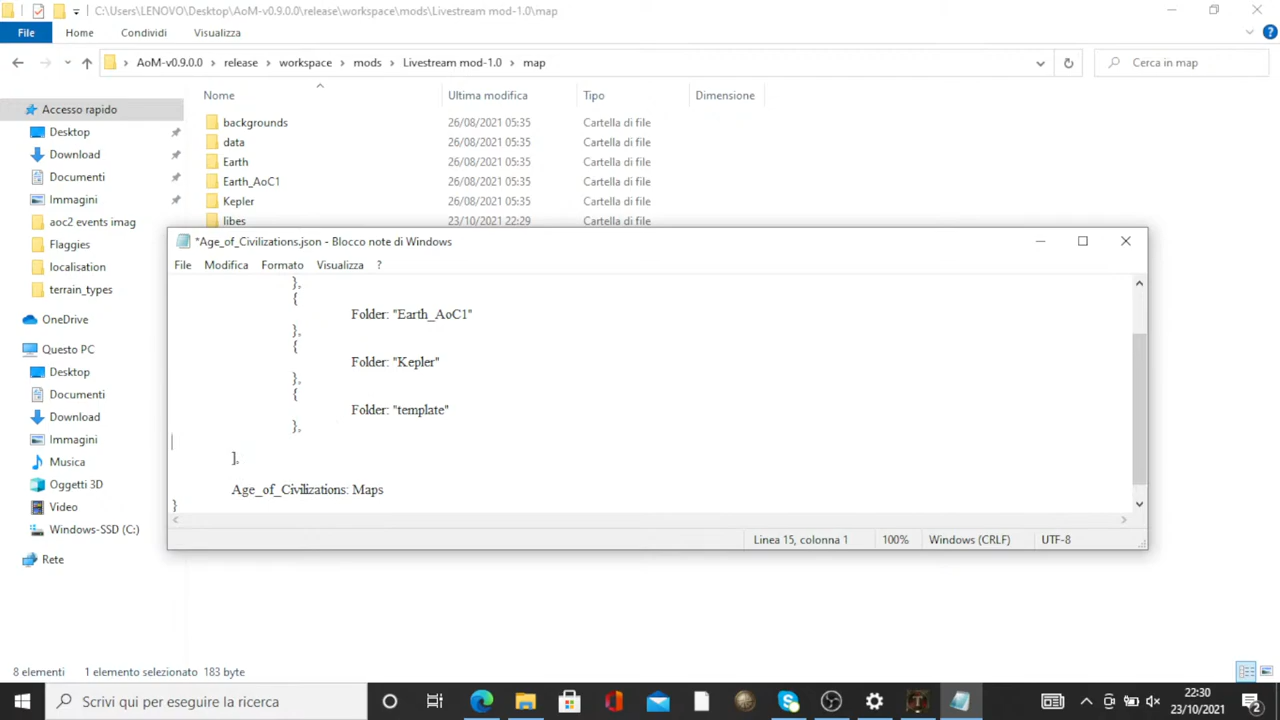 C:\Users\LENOVO\Desktop\AoM-v0.9.0.0\release\workspace\mods\Livestream mod-1.0\map
File Home Condividi Visualizza
AoM-v0.9.0.0 release workspace mods Livestream mod-1.0 map Cerca in map
Nome Ultima modifica Tipo Dimensione
Accesso rapido
Desktop
Download
Documenti
Immagini
aoc2 events imag
Flaggies
localisation
terrain_types
OneDrive
Questo PC
Desktop
Documenti
Download
Immagini
Musica
Oggetti 3D
Video
Windows-SSD (C:)
Rete
backgrounds 26/08/2021 05:35 Cartella di file
data 26/08/2021 05:35 Cartella di file
Earth 26/08/2021 05:35 Cartella di file
Earth_AoC1 26/08/2021 05:35 Cartella di file
Kepler 26/08/2021 05:35 Cartella di file
libes 23/10/2021 22:29 Cartella di file
*Age_of_Civilizations.json - Blocco note di Windows
File Modifica Formato Visualizza ?
},
{
Folder: "Earth_AoC1"
},
{
Folder: "Kepler"
},
{
Folder: "template"
},
],
Age_of_Civilizations: Maps
}
Linea 15, colonna 1 100% Windows (CRLF) UTF-8
8 elementi 1 elemento selezionato 183 byte
Scrivi qui per eseguire la ricerca
22:30
23/10/2021
2